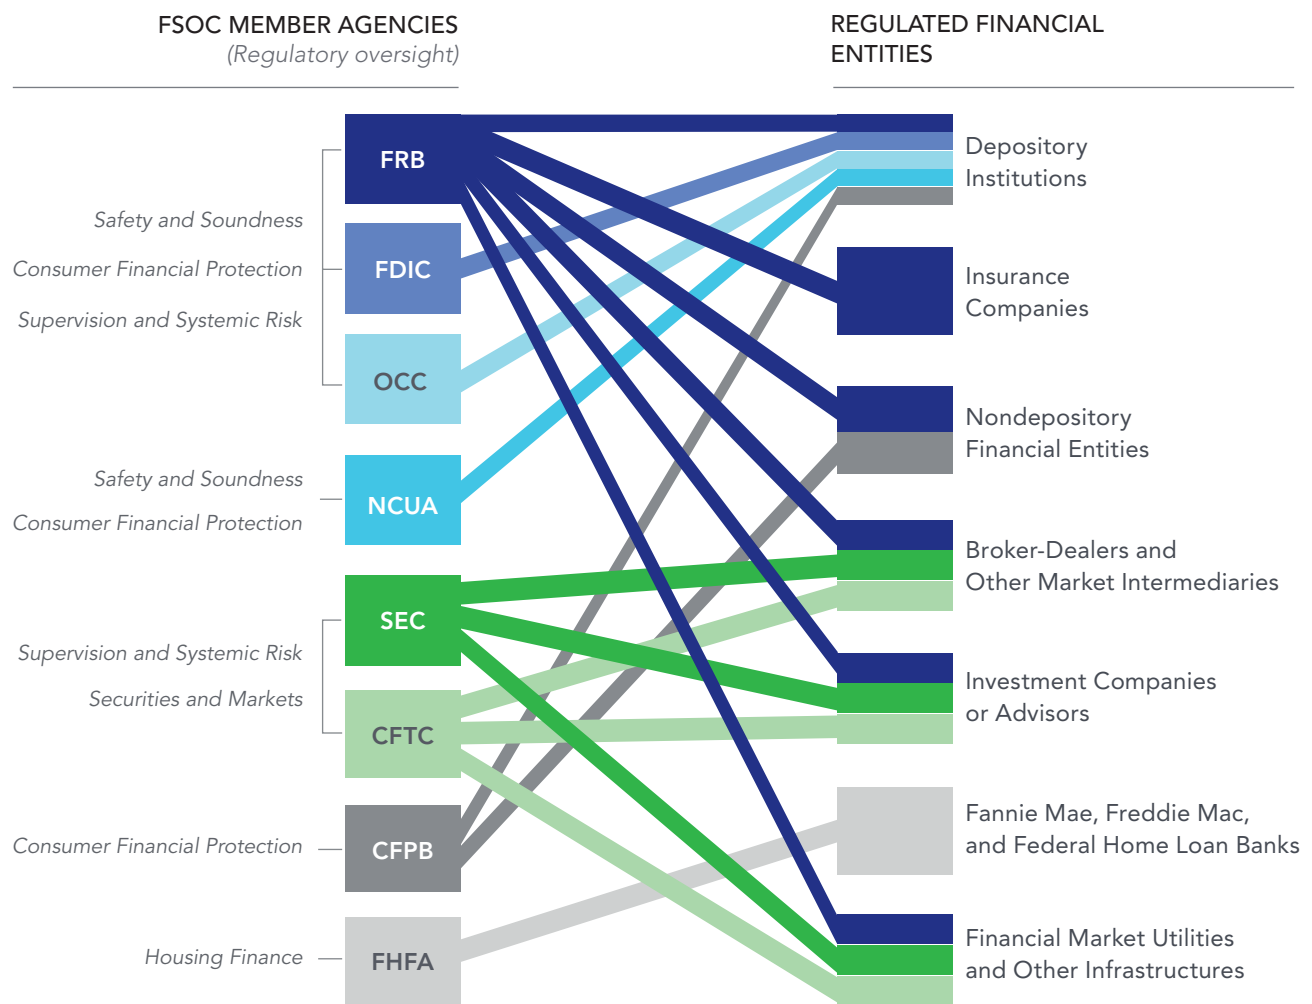 FSOC MEMBER AGENCIES
(Regulatory oversight)
REGULATED FINANCIAL
ENTITIES
Safety and Soundness
Consumer Financial Protection
Supervision and Systemic Risk
FRB
FDIC
OCC
Safety and Soundness
Consumer Financial Protection
NCUA
Supervision and Systemic Risk
Securities and Markets
SEC
CFTC
Consumer Financial Protection
CFPB
Housing Finance
FHFA
Depository
Institutions
Insurance
Companies
Nondepository
Financial Entities
Broker-Dealers and
Other Market Intermediaries
Investment Companies
or Advisors
Fannie Mae, Freddie Mac,
and Federal Home Loan Banks
Financial Market Utilities
and Other Infrastructures